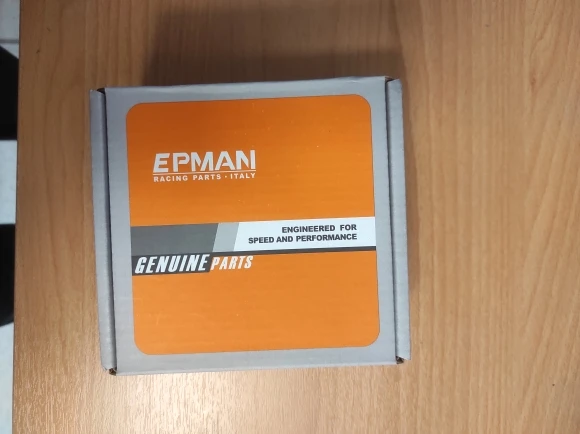 EPMAN
RACING PARTS · ITALY
ENGINEERED FOR
SPEED AND PERFORMANCE
GENUINE PARTS